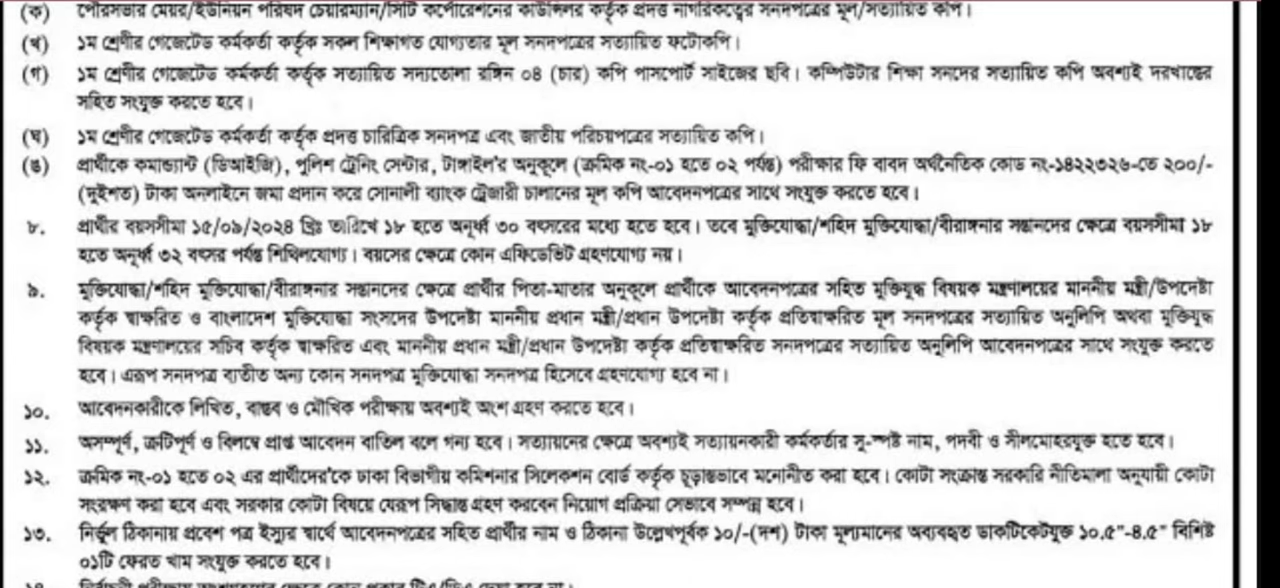 (ক) পৌরসভার মেয়র/ইউনিয়ন পরিষদ চেয়ারম্যান/সিটি কর্পোরেশনের কাউন্সিলর কর্তৃক প্রদত্ত নাগরিকত্বের সনদপত্রের মূল/সত্যায়িত কপি।
(খ) ১ম শ্রেণীর গেজেটেড কর্মকর্তা কর্তৃক সকল শিক্ষাগত যোগ্যতার মূল সনদপত্রের সত্যায়িত ফটোকপি।
(গ) ১ম শ্রেণীর গেজেটেড কর্মকর্তা কর্তৃক সত্যায়িত সদ্যতোলা রঙ্গিন ০৪ (চার) কপি পাসপোর্ট সাইজের ছবি। কম্পিউটার শিক্ষা সনদের সত্যায়িত কপি অবশ্যই দরখাস্তের
সহিত সংযুক্ত করতে হবে।
(ঘ) ১ম শ্রেণীর গেজেটেড কর্মকর্তা কর্তৃক প্রদত্ত চারিত্রিক সনদপত্র এবং জাতীয় পরিচয়পত্রের সত্যায়িত কপি।
(ঙ) প্রার্থীকে কমান্ড্যান্ট (ডিআইজি), পুলিশ ট্রেনিং সেন্টার, টাঙ্গাইল'র অনুকূলে (ক্রমিক নং-০১ হতে ০২ পর্যন্ত) পরীক্ষার ফি বাবদ অর্থনৈতিক কোড নং-১৪২২৩২৬-তে ২০০/-
(দুইশত) টাকা অনলাইনে জমা প্রদান করে সোনালী ব্যাংক ট্রেজারী চালানের মূল কপি আবেদনপত্রের সাথে সংযুক্ত করতে হবে।
৮. প্রার্থীর বয়সসীমা ১৫/০৯/২০২৪ খ্রিঃ তারিখে ১৮ হতে অনূর্ধ্ব ৩০ বৎসরের মধ্যে হতে হবে। তবে মুক্তিযোদ্ধা/শহিদ মুক্তিযোদ্ধা/বীরাঙ্গনার সন্তানদের ক্ষেত্রে বয়সসীমা ১৮
হতে অনূর্ধ্ব ৩২ বৎসর পর্যন্ত শিথিলযোগ্য। বয়সের ক্ষেত্রে কোন এফিডেভিট গ্রহণযোগ্য নয়।
৯. মুক্তিযোদ্ধা/শহিদ মুক্তিযোদ্ধা/বীরাঙ্গনার সন্তানদের ক্ষেত্রে প্রার্থীর পিতা-মাতার অনুকূলে প্রার্থীকে আবেদনপত্রের সহিত মুক্তিযুদ্ধ বিষয়ক মন্ত্রণালয়ের মাননীয় মন্ত্রী/উপদেষ্টা
কর্তৃক স্বাক্ষরিত ও বাংলাদেশ মুক্তিযোদ্ধা সংসদের উপদেষ্টা মাননীয় প্রধান মন্ত্রী/প্রধান উপদেষ্টা কর্তৃক প্রতিস্বাক্ষরিত মূল সনদপত্রের সত্যায়িত অনুলিপি অথবা মুক্তিযুদ্ধ
বিষয়ক মন্ত্রণালয়ের সচিব কর্তৃক স্বাক্ষরিত এবং মাননীয় প্রধান মন্ত্রী/প্রধান উপদেষ্টা কর্তৃক প্রতিস্বাক্ষরিত সনদপত্রের সত্যায়িত অনুলিপি আবেদনপত্রের সাথে সংযুক্ত করতে
হবে। এরূপ সনদপত্র ব্যতীত অন্য কোন সনদপত্র মুক্তিযোদ্ধা সনদপত্র হিসেবে গ্রহণযোগ্য হবে না।
১০. আবেদনকারীকে লিখিত, বাস্তব ও মৌখিক পরীক্ষায় অবশ্যই অংশ গ্রহণ করতে হবে।
১১. অসম্পূর্ণ, ত্রুটিপূর্ণ ও বিলম্বে প্রাপ্ত আবেদন বাতিল বলে গন্য হবে। সত্যায়নের ক্ষেত্রে অবশ্যই সত্যায়নকারী কর্মকর্তার সু-স্পষ্ট নাম, পদবী ও সীলমোহরযুক্ত হতে হবে।
১২. ক্রমিক নং-০১ হতে ০২ এর প্রার্থীদের'কে ঢাকা বিভাগীয় কমিশনার সিলেকশন বোর্ড কর্তৃক চূড়ান্তভাবে মনোনীত করা হবে। কোটা সংক্রান্ত সরকারি নীতিমালা অনুযায়ী কোটা
সংরক্ষণ করা হবে এবং সরকার কোটা বিষয়ে যেরূপ সিদ্ধান্ত গ্রহণ করবেন নিয়োগ প্রক্রিয়া সেভাবে সম্পন্ন হবে।
১৩. নির্ভুল ঠিকানায় প্রবেশ পত্র ইস্যুর স্বার্থে আবেদনপত্রের সহিত প্রার্থীর নাম ও ঠিকানা উল্লেখপূর্বক ১০/-(দশ) টাকা মূল্যমানের অব্যবহৃত ডাকটিকেটযুক্ত ১০.৫"-৪.৫" বিশিষ্ট
০১টি ফেরত খাম সংযুক্ত করতে হবে।